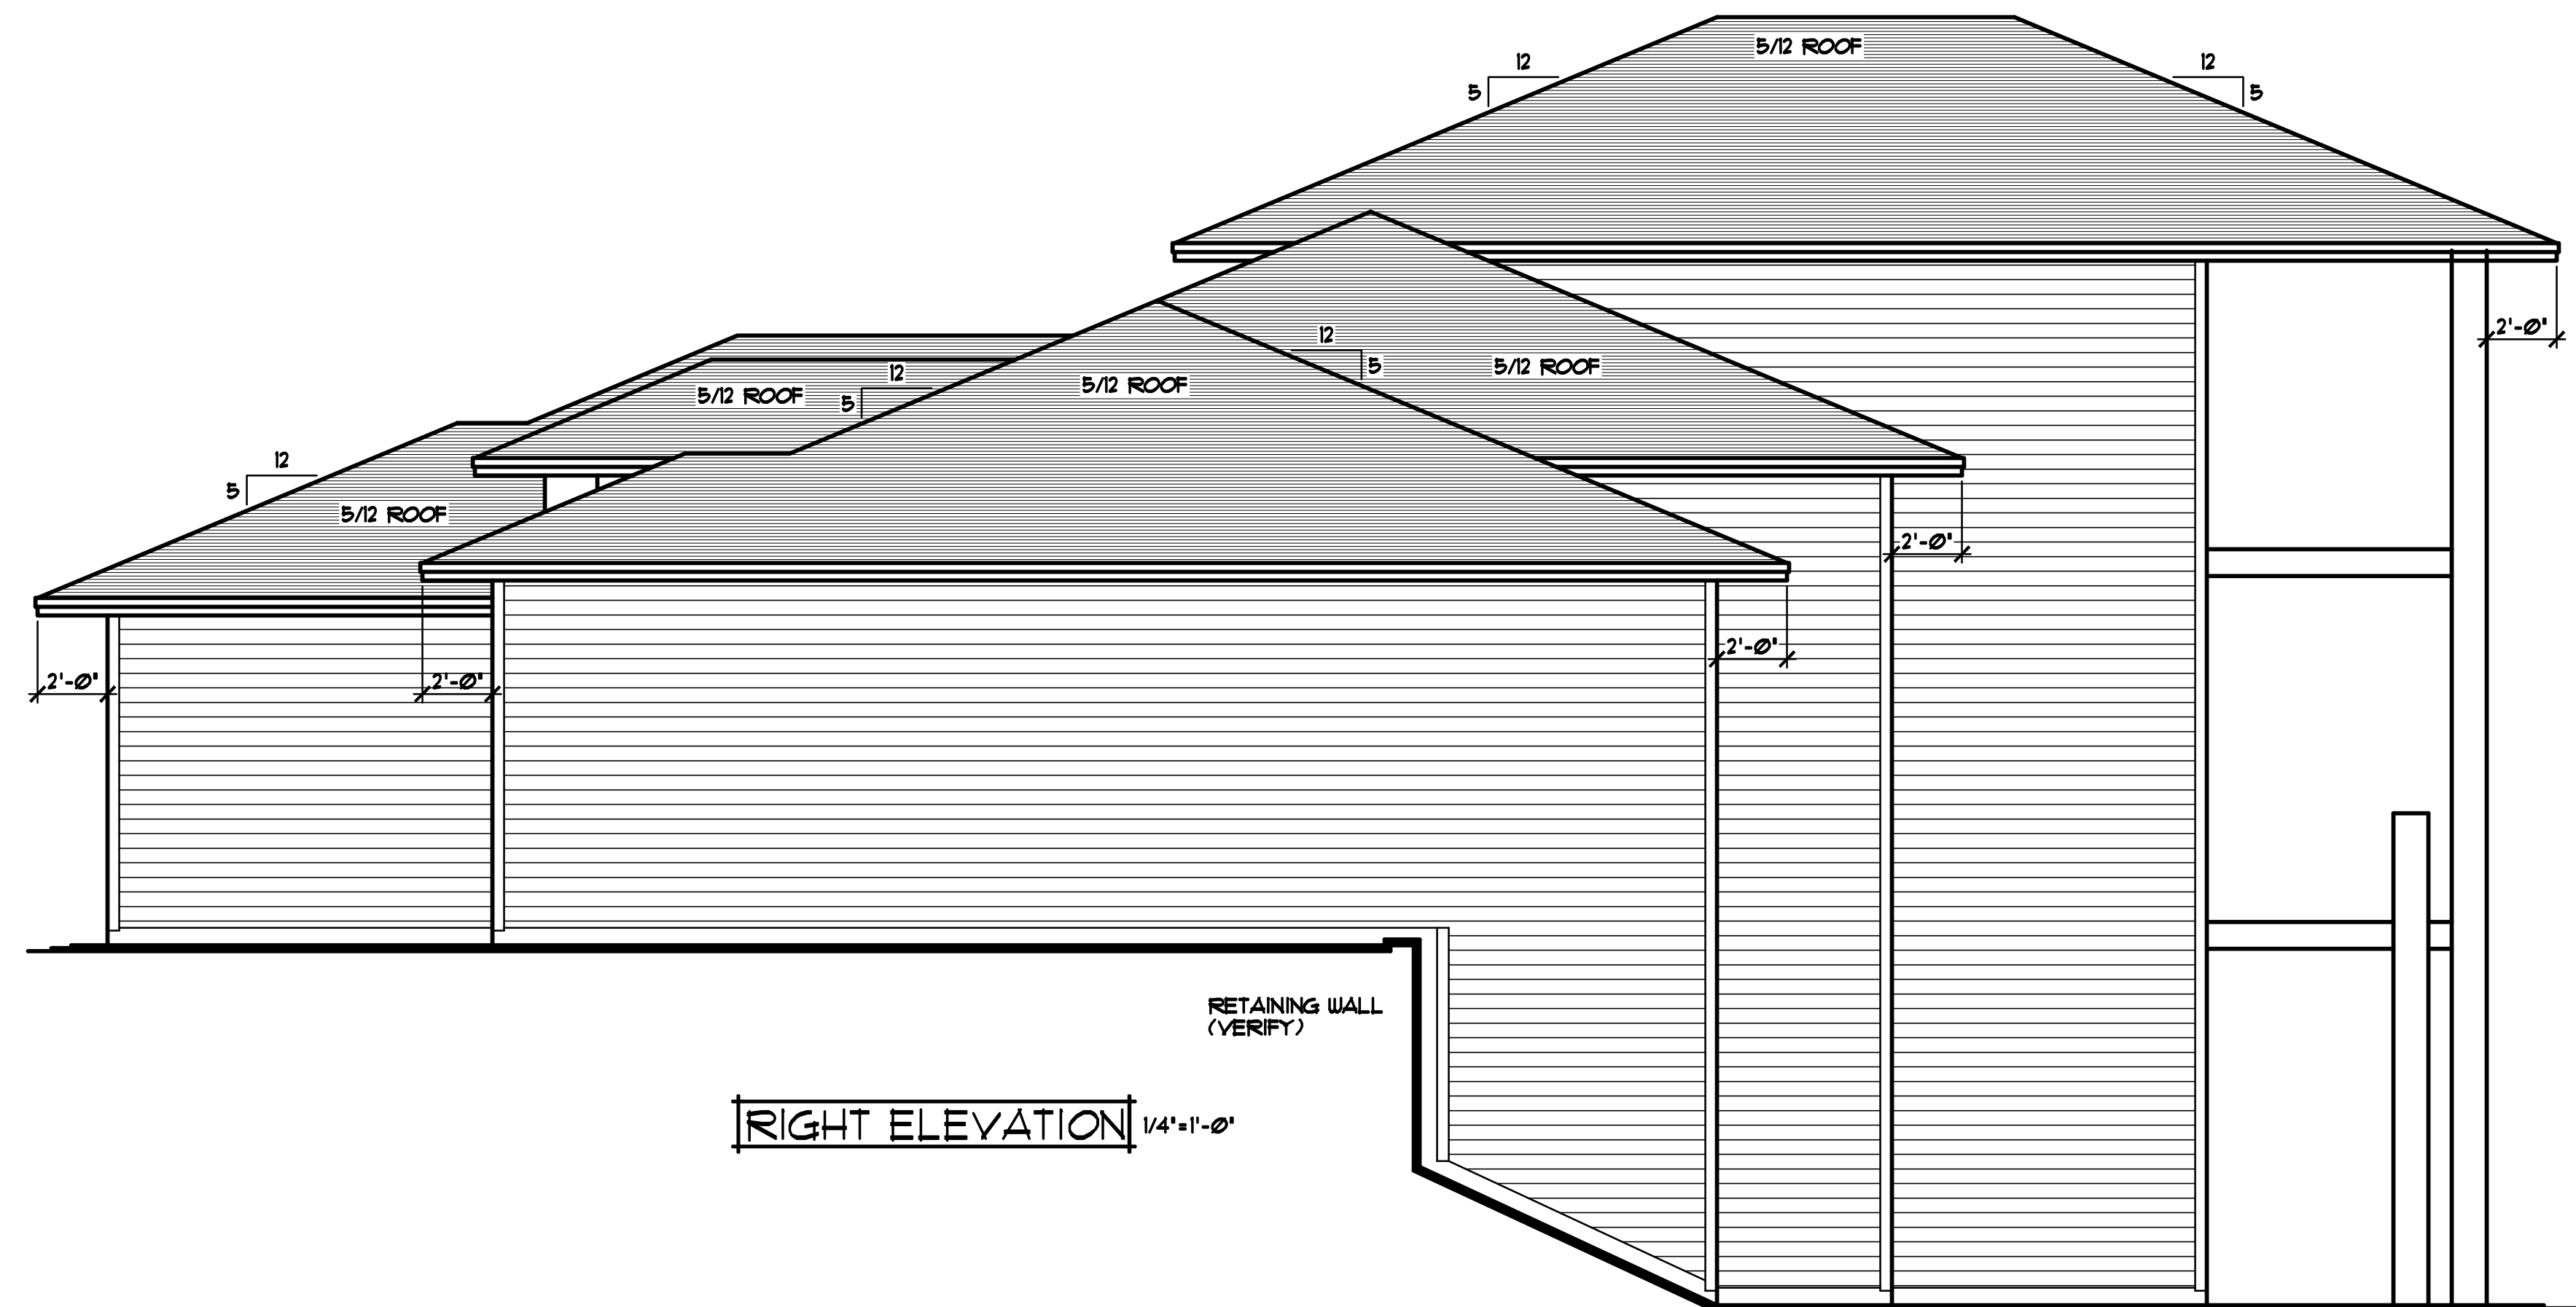 5/12 ROOF
12
5
12
5
2'-0"
12
5
5/12 ROOF
12
5
5/12 ROOF
5/12 ROOF
12
5
5/12 ROOF
2'-0"
2'-0"
2'-0"
2'-0"
RETAINING WALL
(VERIFY)
RIGHT ELEVATION 1/4"=1'-0"